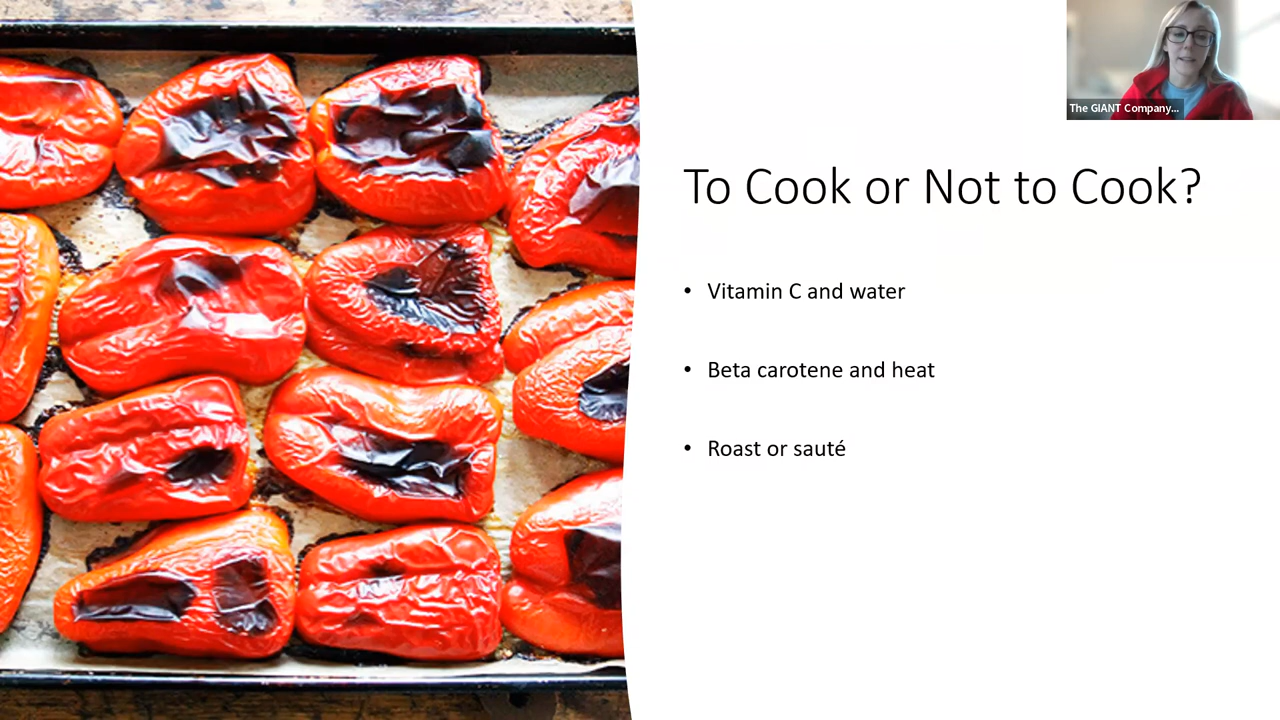 The GIANT Company...
To Cook or Not to Cook?
• Vitamin C and water
• Beta carotene and heat
• Roast or sauté